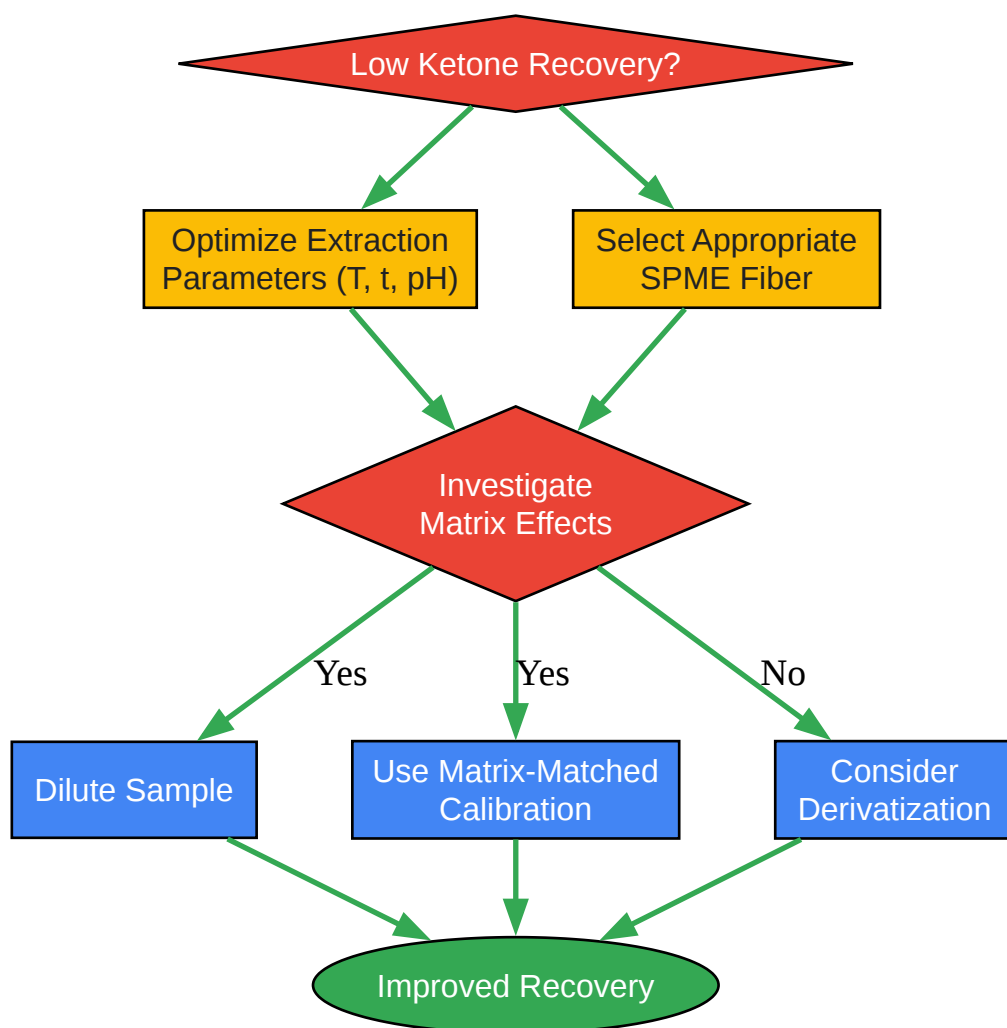 Low Ketone Recovery?
Optimize Extraction
Parameters (T, t, pH)
Select Appropriate
SPME Fiber
Investigate
Matrix Effects
Yes
Yes
No
Dilute Sample
Use Matrix-Matched
Calibration
Consider
Derivatization
Improved Recovery